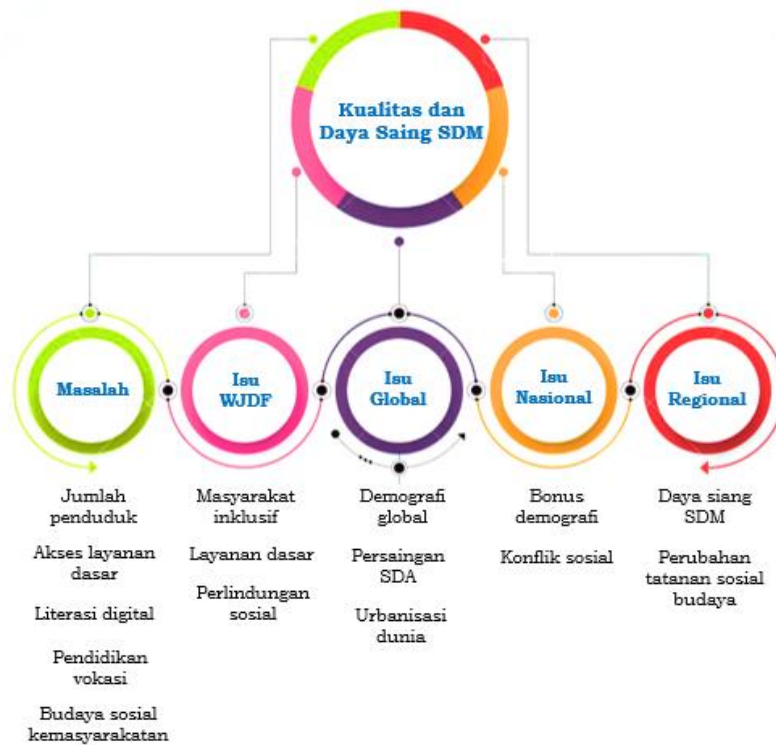 Kualitas dan
Daya Saing SDM
Masalah
Isu
WJDF
Isu
Global
Isu
Nasional
Isu
Regional
Jumlah
penduduk
Akses layanan
dasar
Literasi digital
Pendidikan
vokasi
Budaya sosial
kemasyarakatan
Masyarakat
inklusif
Layanan dasar
Perlindungan
sosial
Demografi
global
Persaingan
SDA
Urbanisasi
dunia
Bonus
demografi
Konflik sosial
Daya siang
SDM
Perubahan
tatanan sosial
budaya